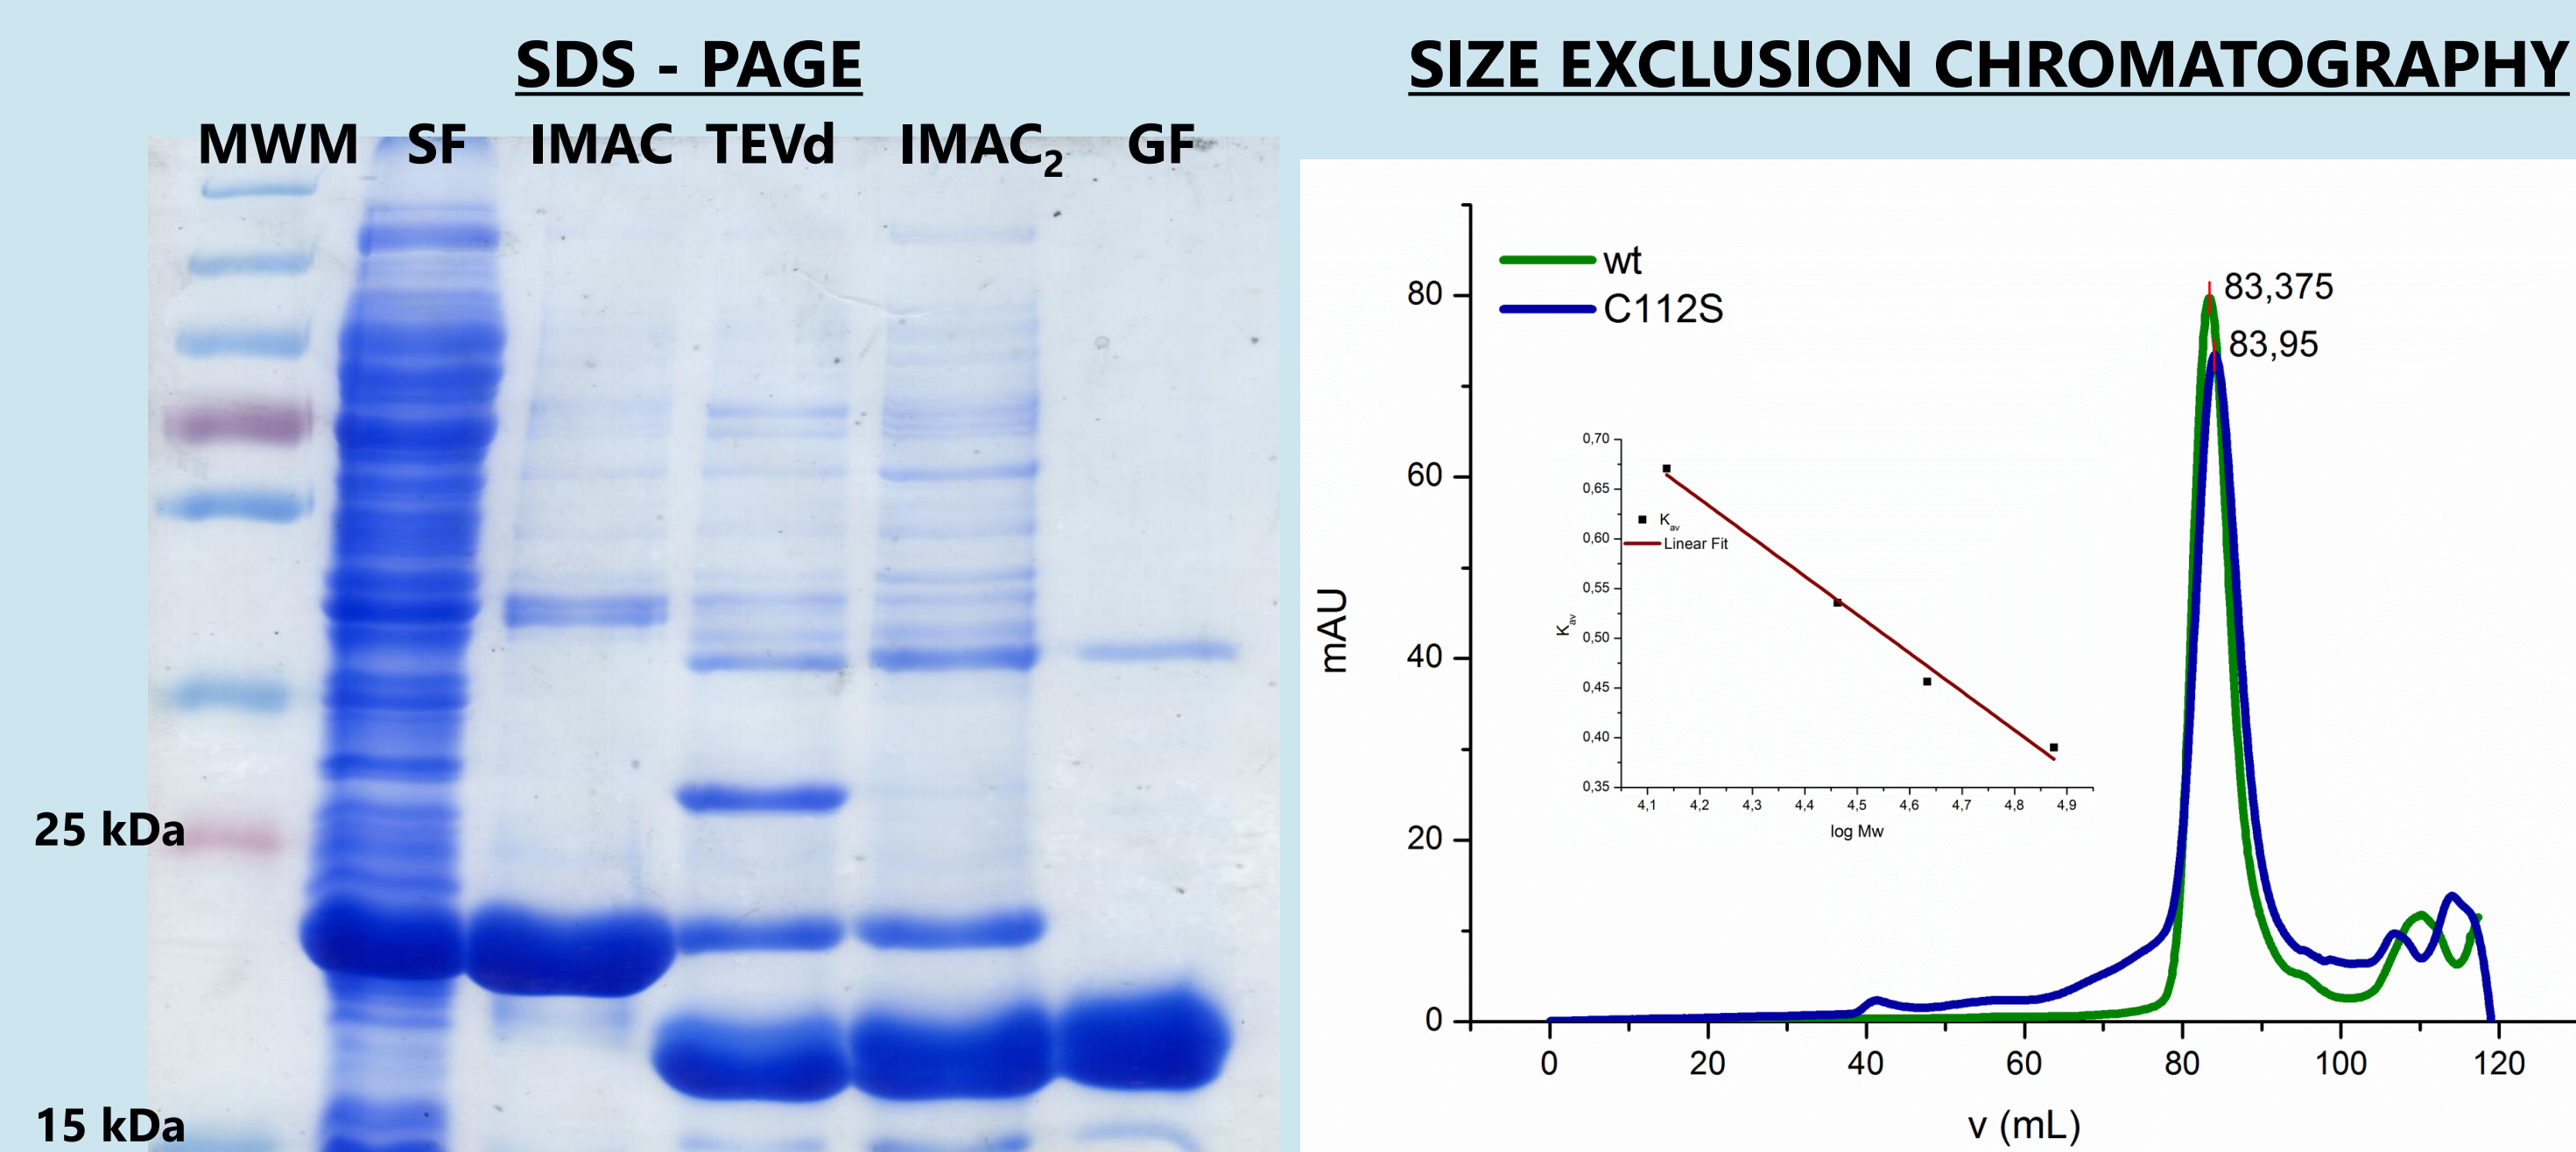 SDS - PAGE
MWM SF IMAC TEVd IMAC₂ GF
25 kDa
15 kDa
SIZE EXCLUSION CHROMATOGRAPHY
wt
C112S
83,375
83,95
mAU
80
60
40
20
0
0 20 40 60 80 100 120
v (mL)
0,70
0,65
0,60
0,55
0,50
0,45
0,40
0,35
Kav
Kav
Linear Fit
4,1 4,2 4,3 4,4 4,5 4,6 4,7 4,8 4,9
log Mw